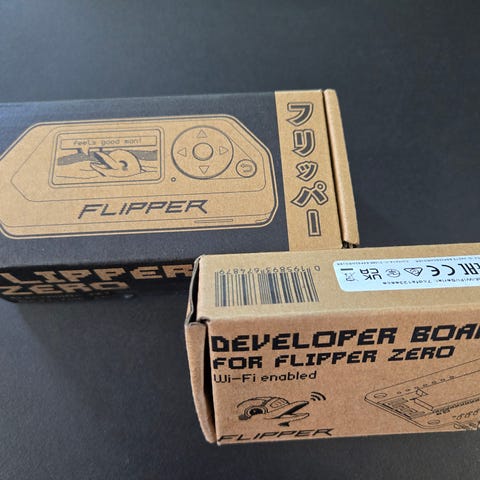 feels good man!
FLIPPER
フリッパー
FLIPPER
ZERO
DEVELOPER BOA
FOR FLIPPER ZERO
Wi-Fi enabled
FLIPPER